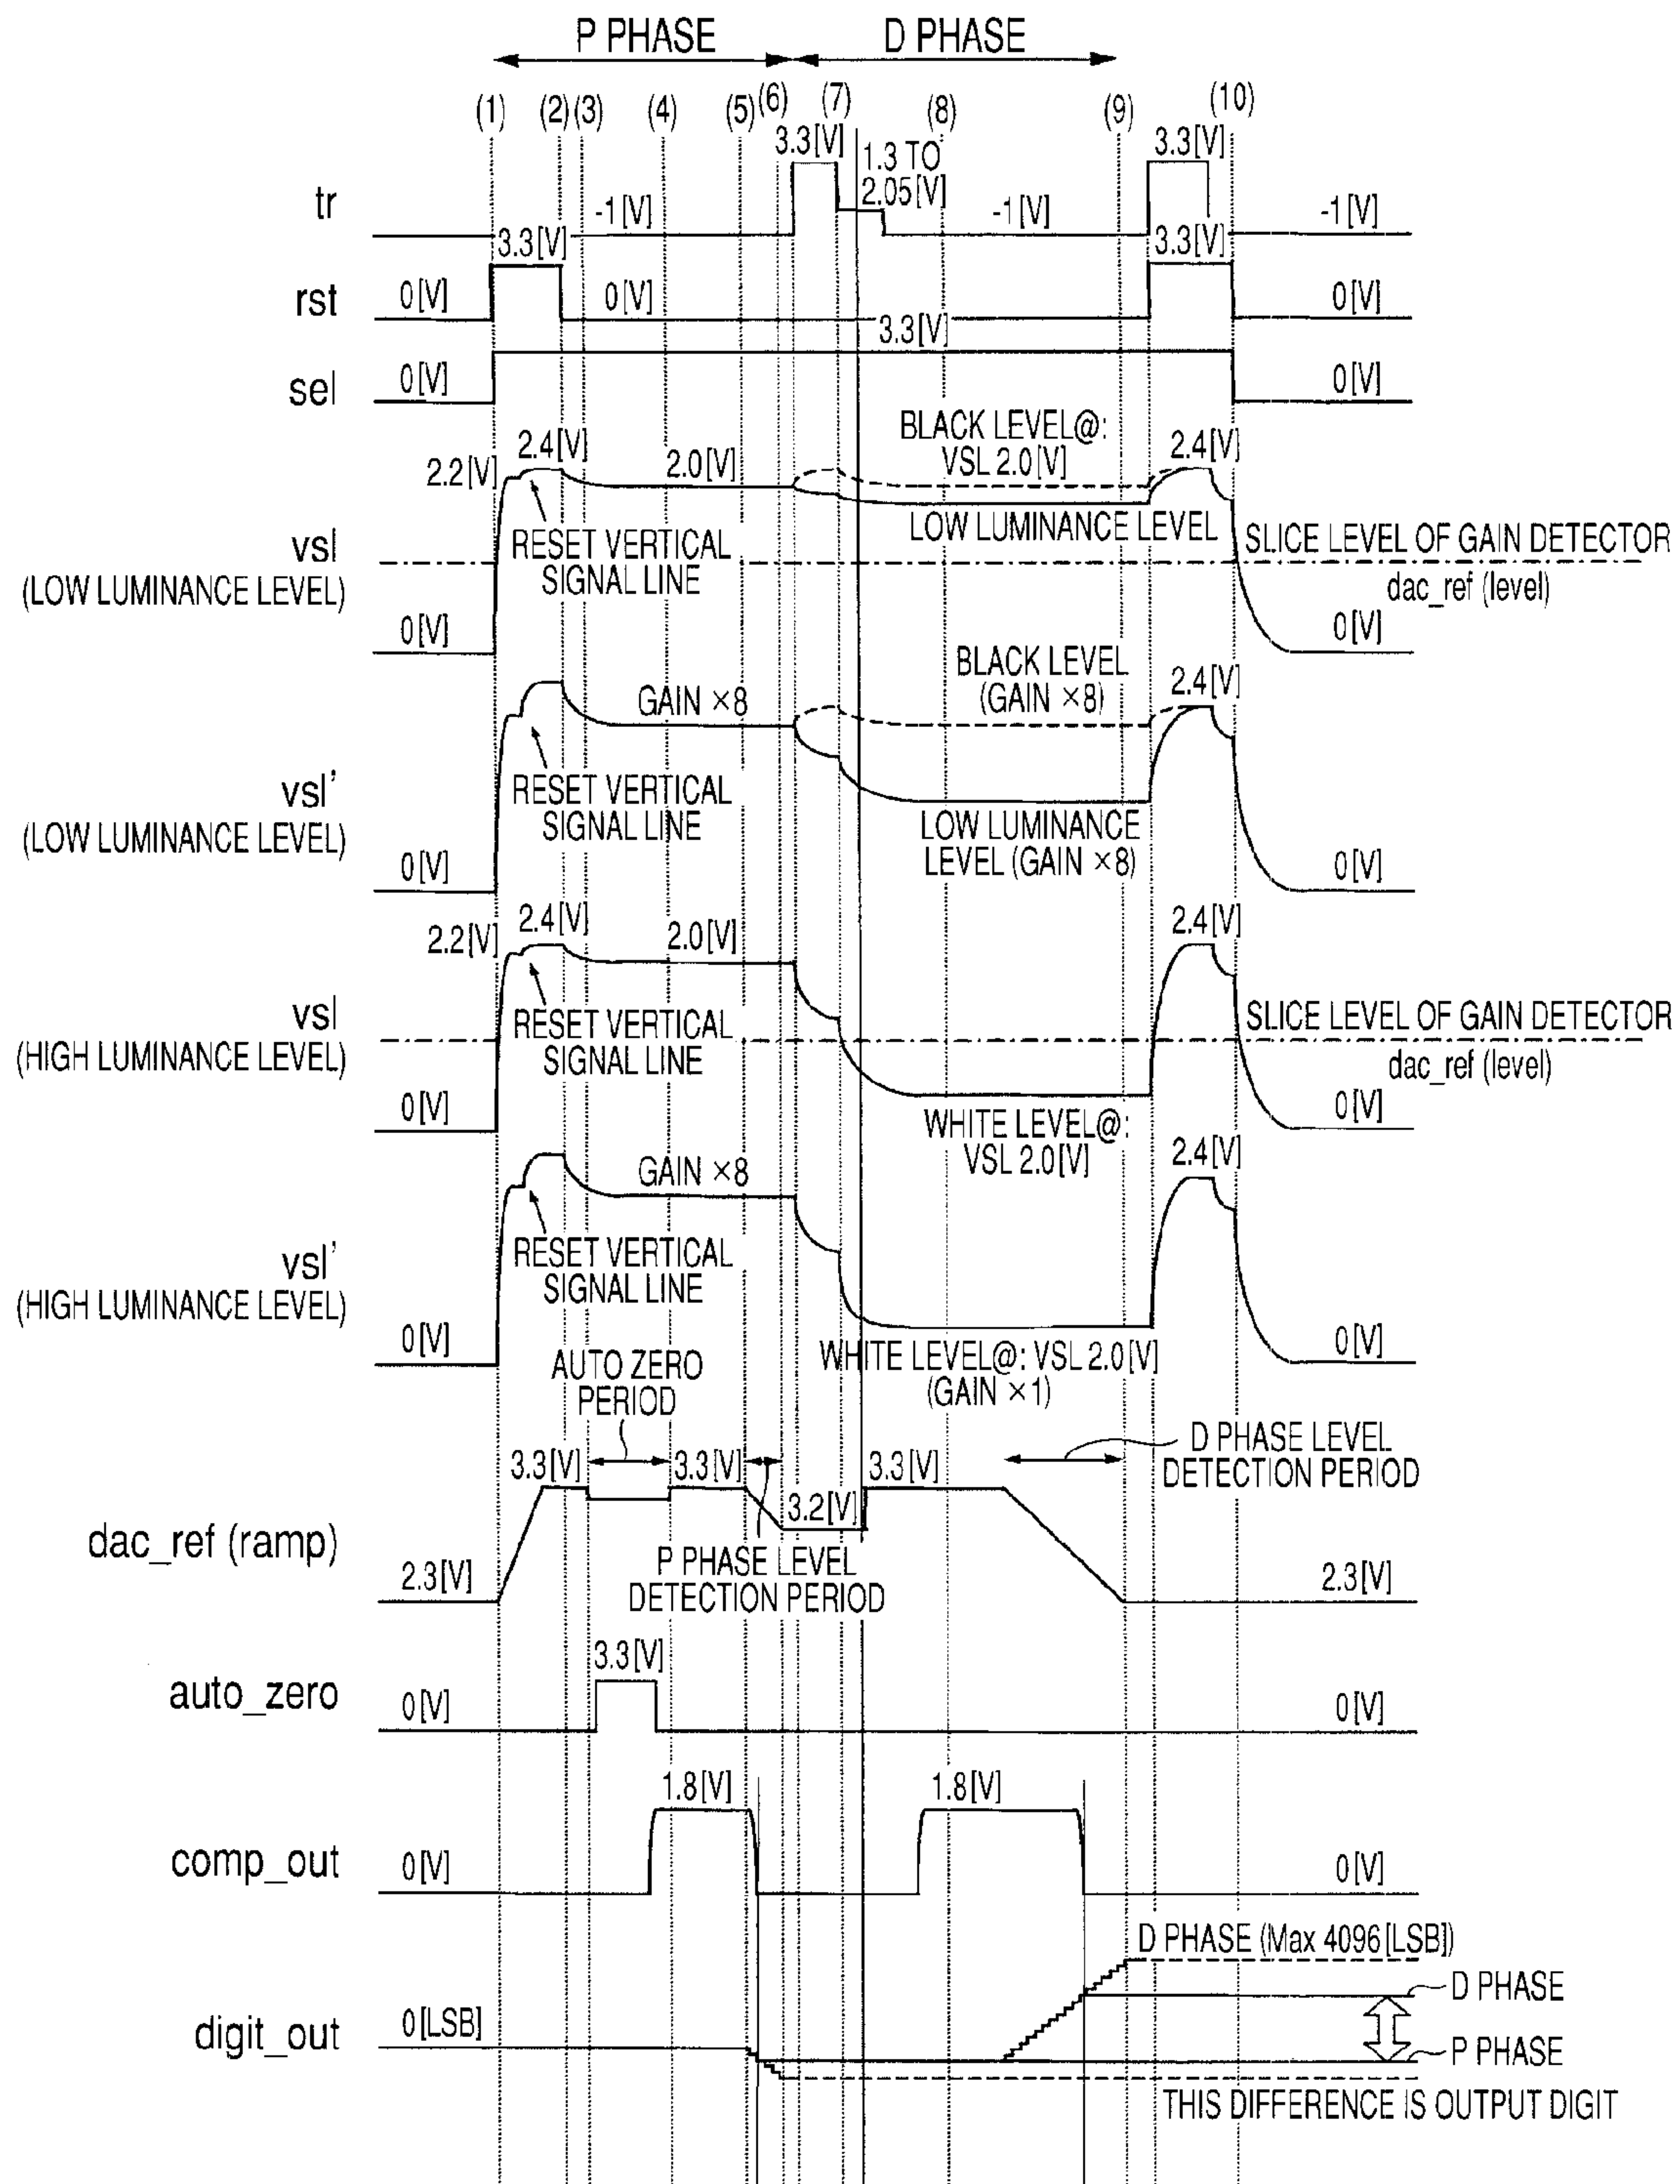 P PHASE D PHASE
(1) (2) (3) (4) (5) (6) (7) (8) (9) (10)
tr
-1[V]
3.3[V]
1.3 TO
2.05[V]
-1[V]
3.3[V]
-1[V]
rst
0[V]
3.3[V]
0[V]
3.3[V]
0[V]
sel
0[V]
3.3[V]
0[V]
vsl
(LOW LUMINANCE LEVEL)
0[V]
2.2[V]
2.4[V]
2.0[V]
RESET VERTICAL
SIGNAL LINE
BLACK LEVEL@:
VSL 2.0[V]
LOW LUMINANCE LEVEL
2.4[V]
SLICE LEVEL OF GAIN DETECTOR
dac_ref (level)
0[V]
vsl'
(LOW LUMINANCE LEVEL)
0[V]
GAIN ×8
RESET VERTICAL
SIGNAL LINE
BLACK LEVEL
(GAIN ×8)
LOW LUMINANCE
LEVEL (GAIN ×8)
2.4[V]
0[V]
vsl
(HIGH LUMINANCE LEVEL)
0[V]
2.2[V]
2.4[V]
2.0[V]
RESET VERTICAL
SIGNAL LINE
WHITE LEVEL@:
VSL 2.0[V]
2.4[V]
SLICE LEVEL OF GAIN DETECTOR
dac_ref (level)
0[V]
vsl'
(HIGH LUMINANCE LEVEL)
0[V]
GAIN ×8
RESET VERTICAL
SIGNAL LINE
WHITE LEVEL@: VSL 2.0[V]
(GAIN ×1)
2.4[V]
0[V]
dac_ref (ramp)
2.3[V]
3.3[V]
AUTO ZERO
PERIOD
3.3[V]
P PHASE LEVEL
DETECTION PERIOD
3.2[V]
3.3[V]
D PHASE LEVEL
DETECTION PERIOD
2.3[V]
auto_zero
0[V]
3.3[V]
0[V]
comp_out
0[V]
1.8[V]
1.8[V]
0[V]
digit_out
0[LSB]
D PHASE (Max 4096[LSB])
D PHASE
P PHASE
THIS DIFFERENCE IS OUTPUT DIGIT